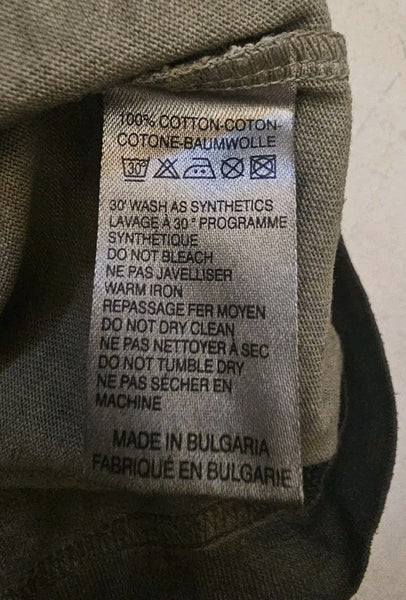 100% COTTON-COTON-
COTONE-BAUMWOLLE
30°
30° WASH AS SYNTHETICS
LAVAGE À 30° PROGRAMME
SYNTHETIQUE
DO NOT BLEACH
NE PAS JAVELLISER
WARM IRON
REPASSAGE FER MOYEN
DO NOT DRY CLEAN
NE PAS NETTOYER À SEC
DO NOT TUMBLE DRY
NE PAS SÉCHER EN
MACHINE
MADE IN BULGARIA
FABRIQUÉ EN BULGARIE